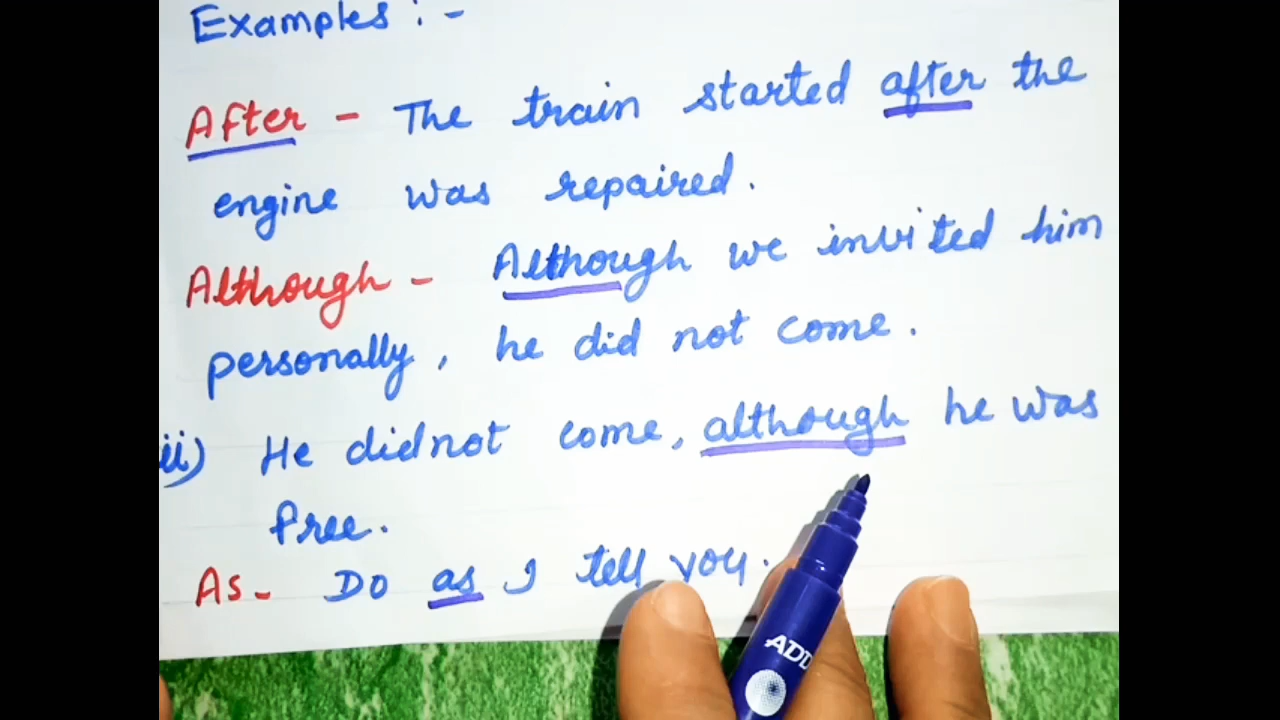 Examples :-
After - The train started after the
engine was repaired.
Although - Although we invited him
personally, he did not come.
ii) He didnot come, although he was
free.
As - Do as I tell you.
ADD